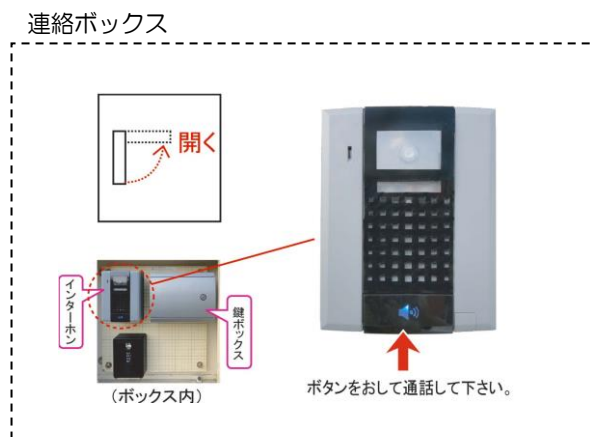 連絡ボックス
開く
インターホン
鍵ボックス
(ボックス内)
ボタンをおして通話して下さい。